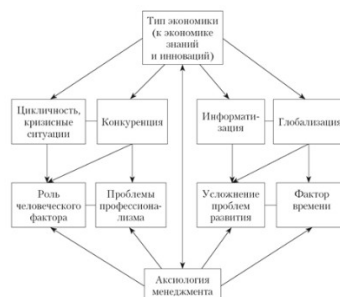 Тип экономики
(к экономике
знаний
и инноваций)
Цикличность,
кризисные
ситуации
Конкуренция
Информати-
зация
Глобализация
Роль
человеческого
фактора
Проблемы
профессиона-
лизма
Усложнение
проблем
развития
Фактор
времени
Аксиология
менеджмента